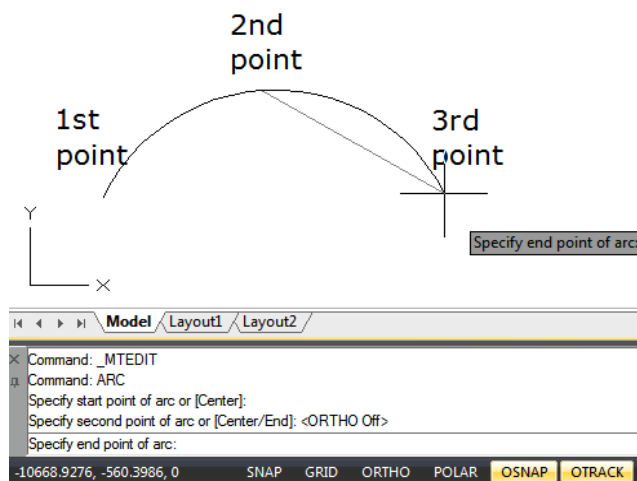 2nd
point
1st
point
3rd
point
Y
X
Specify end point of arc:
Model Layout1 Layout2
Command: _MTEDIT
Command: ARC
Specify start point of arc or [Center]:
Specify second point of arc or [Center/End]: <ORTHO Off>
Specify end point of arc:
-10668.9276, -560.3986, 0 SNAP GRID ORTHO POLAR OSNAP OTRACK